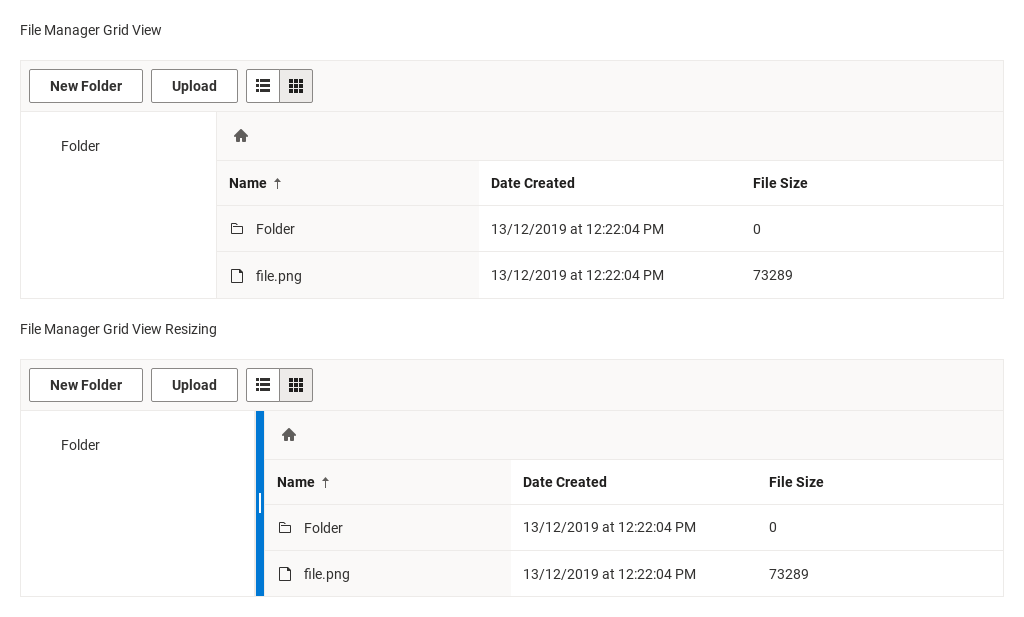 File Manager Grid View
New Folder Upload
Folder
Name Date Created File Size
Folder 13/12/2019 at 12:22:04 PM 0
file.png 13/12/2019 at 12:22:04 PM 73289
File Manager Grid View Resizing
New Folder Upload
Folder
Name Date Created File Size
Folder 13/12/2019 at 12:22:04 PM 0
file.png 13/12/2019 at 12:22:04 PM 73289